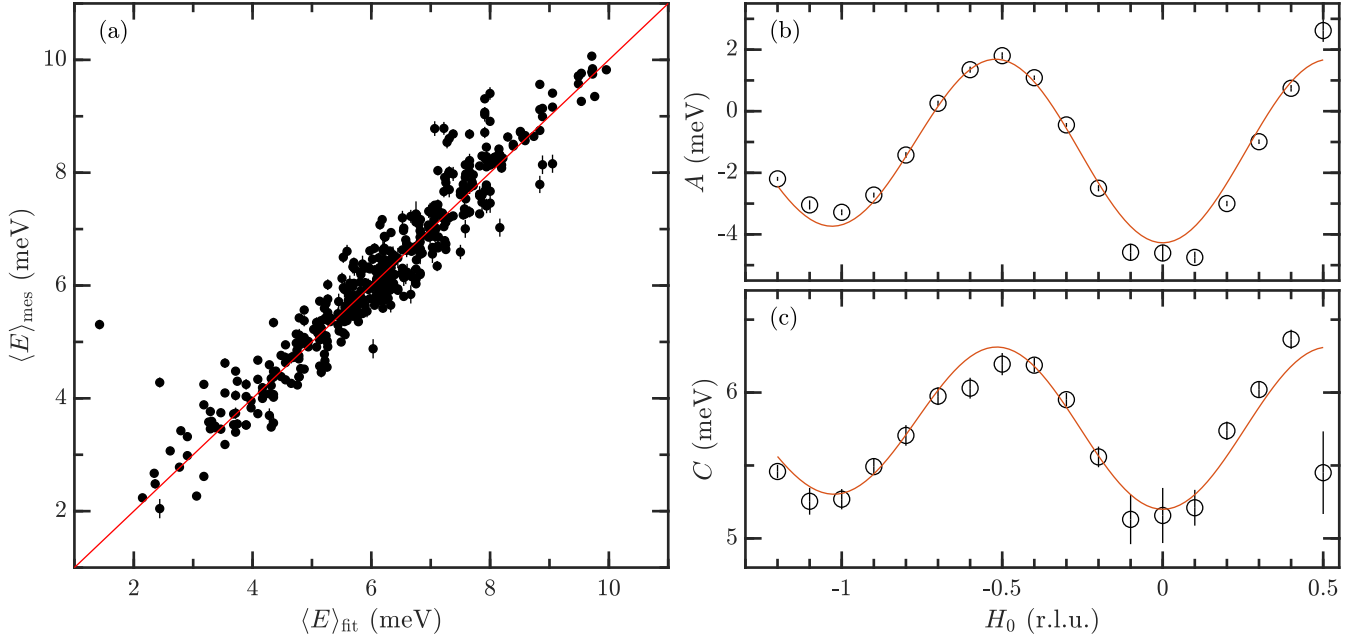 (a)
10
8
6
4
2
⟨E⟩mes (meV)
2 4 6 8 10
⟨E⟩fit (meV)
(b)
2
0
-2
-4
A (meV)
(c)
6
5
C (meV)
-1 -0.5 0 0.5
H0 (r.l.u.)